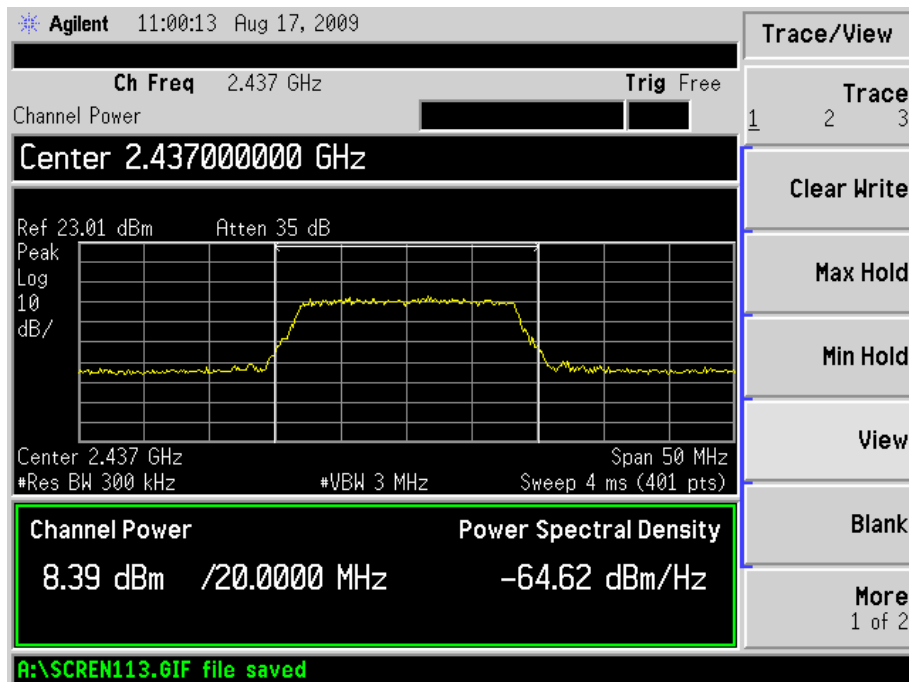 Agilent 11:00:13 Aug 17, 2009
Trace/View
Ch Freq 2.437 GHz Trig Free
Channel Power
Trace
1 2 3
Center 2.437000000 GHz
Clear Write
Ref 23.01 dBm Atten 35 dB
Peak
Log
10
dB/
Max Hold
Min Hold
Center 2.437 GHz Span 50 MHz
#Res BW 300 kHz #VBW 3 MHz Sweep 4 ms (401 pts)
View
Channel Power Power Spectral Density
8.39 dBm /20.0000 MHz -64.62 dBm/Hz
Blank
More
1 of 2
A:\SCREN113.GIF file saved